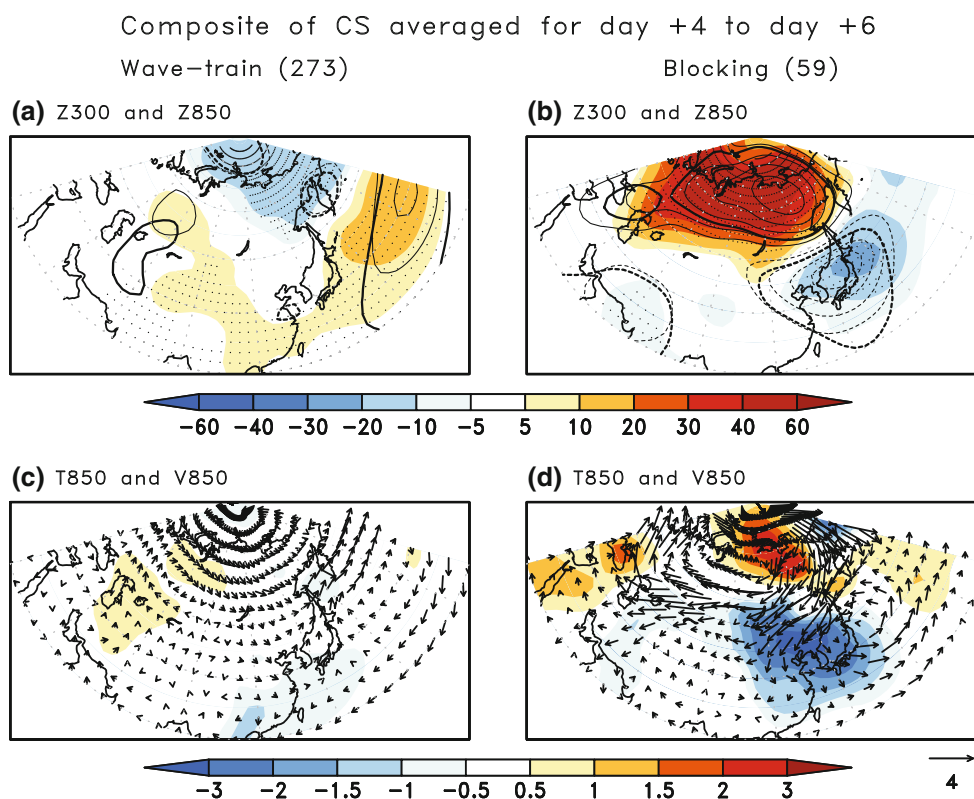 Composite of CS averaged for day +4 to day +6
Wave-train (273)
Blocking (59)
(a) Z300 and Z850
(b) Z300 and Z850
-60 -40 -30 -20 -10 -5 5 10 20 30 40 60
(c) T850 and V850
(d) T850 and V850
-3 -2 -1.5 -1 -0.5 0.5 1 1.5 2 3
4